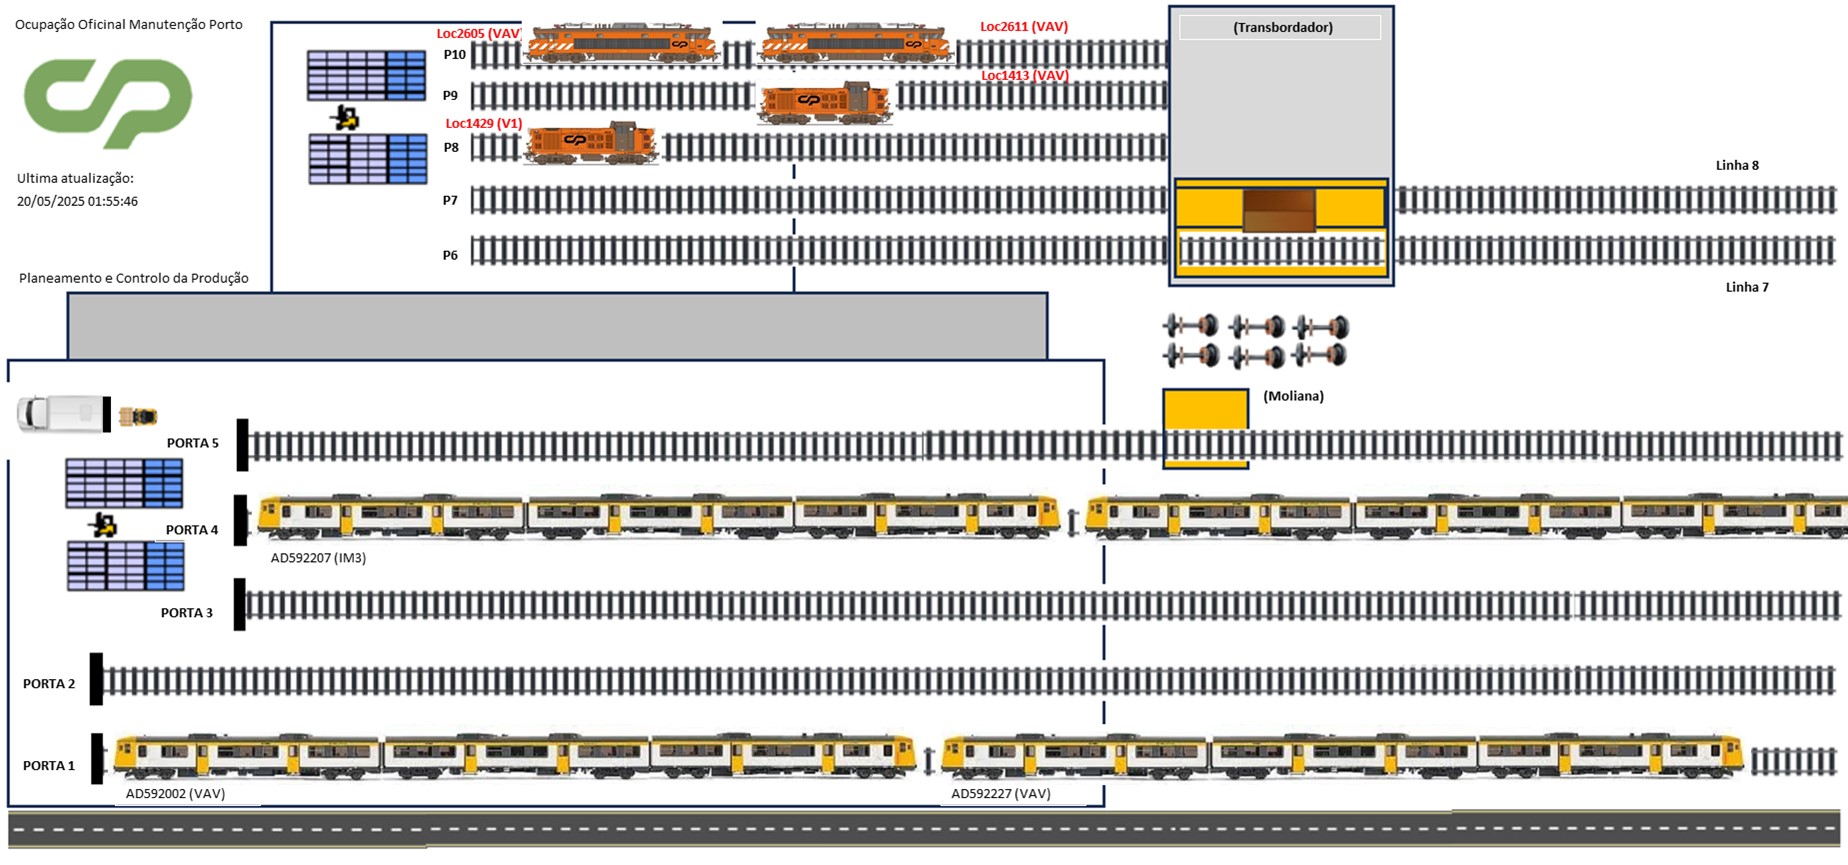 Ocupação Oficinal Manutenção Porto
CP
Ultima atualização:
20/05/2025 01:55:46
Planeamento e Controlo da Produção
Loc2605 (VAV)
Loc2611 (VAV)
(Transbordador)
P10
Loc1413 (VAV)
P9
Loc1429 (V1)
P8
Linha 8
P7
P6
Linha 7
(Moliana)
PORTA 5
PORTA 4
AD592207 (IM3)
PORTA 3
PORTA 2
PORTA 1
AD592002 (VAV)
AD592227 (VAV)